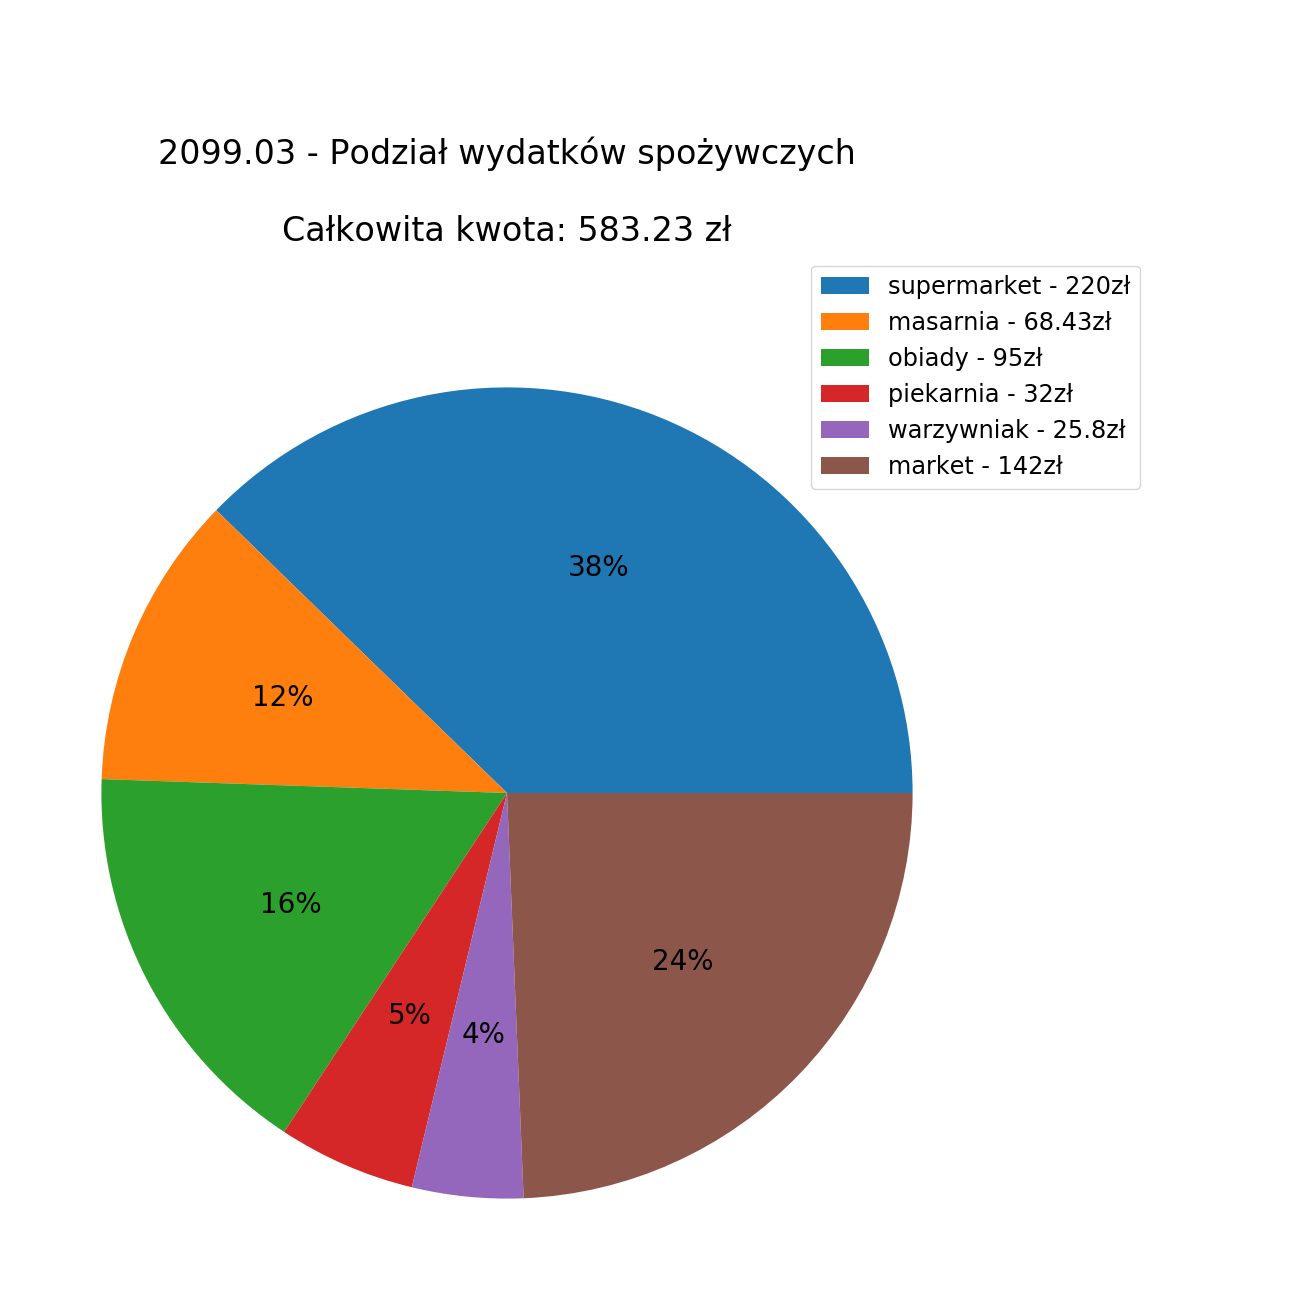 2099.03 - Podział wydatków spożywczych
Całkowita kwota: 583.23 zł
supermarket - 220zł
masarnia - 68.43zł
obiady - 95zł
piekarnia - 32zł
warzywniak - 25.8zł
market - 142zł
38%
12%
16%
5%
4%
24%